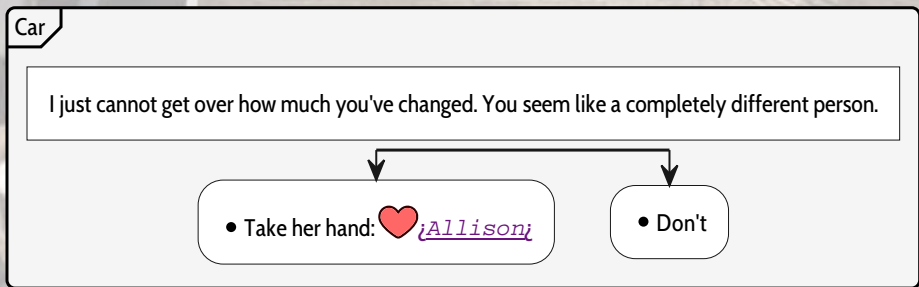 Car
I just cannot get over how much you've changed. You seem like a completely different person.
• Take her hand: ¿Allison¿
• Don't